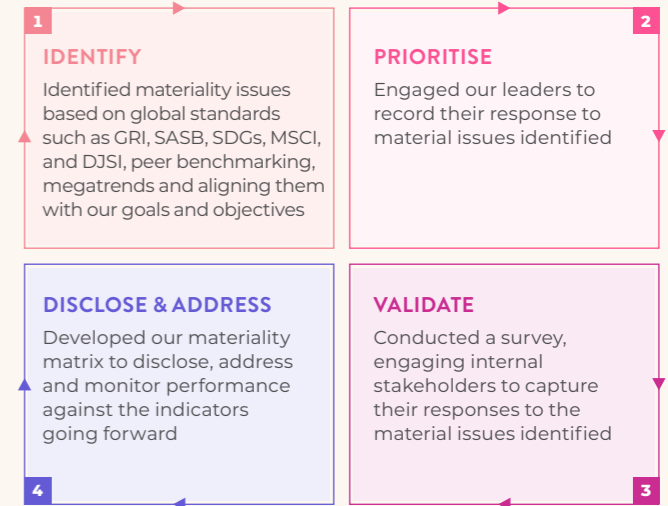 1
IDENTIFY
Identified materiality issues
based on global standards
such as GRI, SASB, SDGs, MSCI,
and DJSI, peer benchmarking,
megatrends and aligning them
with our goals and objectives
2
PRIORITISE
Engaged our leaders to
record their response to
material issues identified
VALIDATE
Conducted a survey,
engaging internal
stakeholders to capture
their responses to the
material issues identified
3
DISCLOSE & ADDRESS
Developed our materiality
matrix to disclose, address
and monitor performance
against the indicators
going forward
4